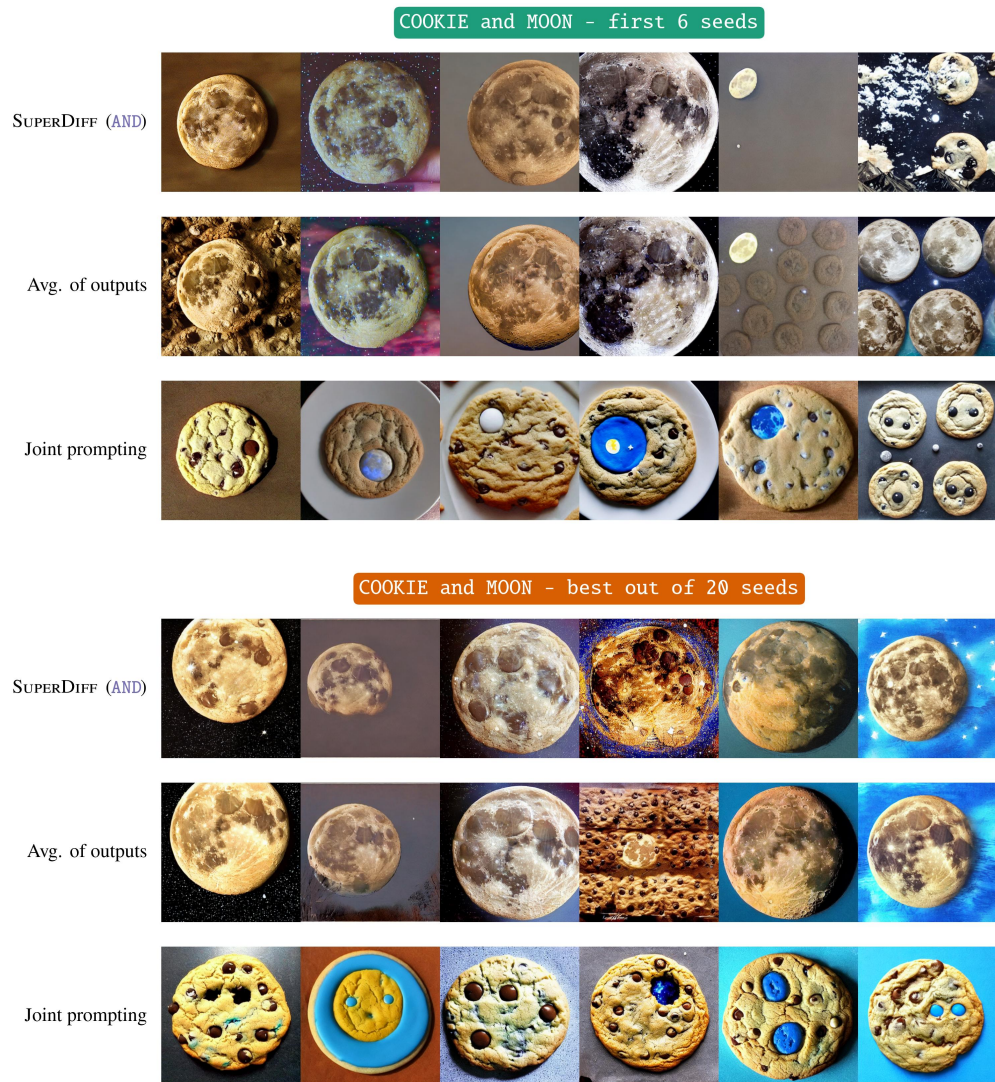 COOKIE and MOON - first 6 seeds
SUPERDIFF (AND)
Avg. of outputs
Joint prompting
COOKIE and MOON - best out of 20 seeds
SUPERDIFF (AND)
Avg. of outputs
Joint prompting